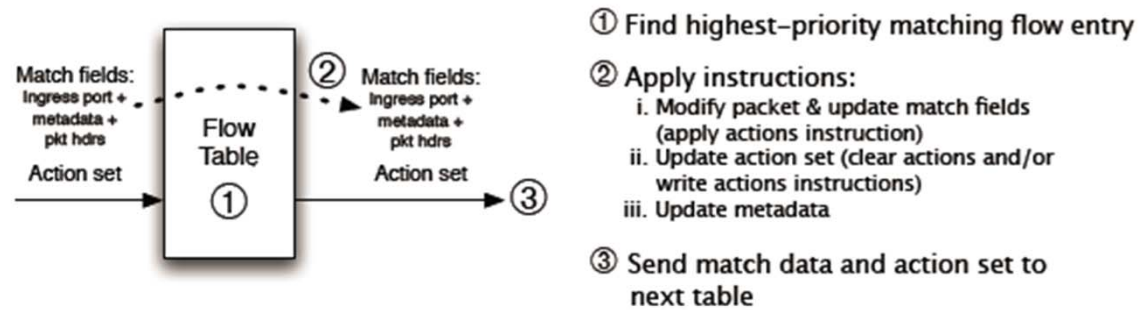 Match fields:
Ingress port +
metadata +
pkt hdrs
Action set
Flow
Table
①
②
Match fields:
Ingress port +
metadata +
pkt hdrs
Action set
③
① Find highest–priority matching flow entry
② Apply instructions:
i. Modify packet & update match fields
(apply actions instruction)
ii. Update action set (clear actions and/or
write actions instructions)
iii. Update metadata
③ Send match data and action set to
next table